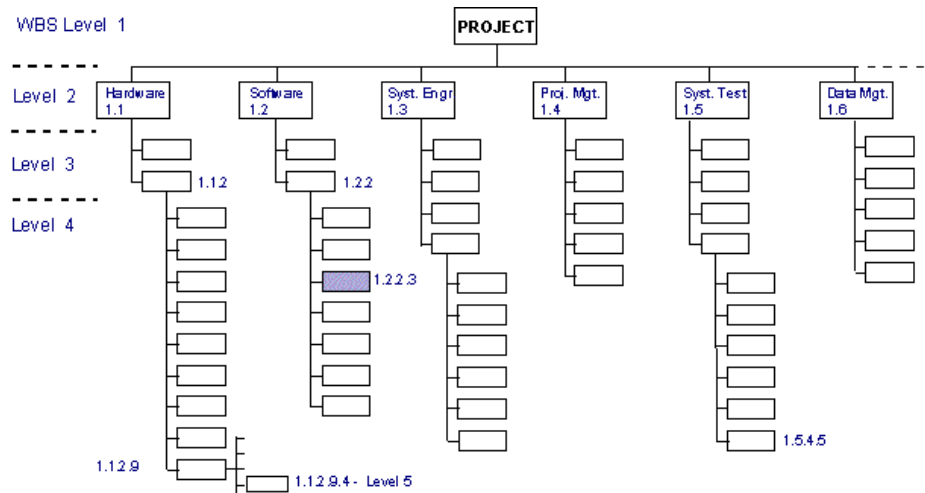 WBS Level 1
PROJECT
Level 2
Hardware
1.1
Software
1.2
Syst. Engr
1.3
Proj. Mgt.
1.4
Syst. Test
1.5
Data Mgt.
1.6
Level 3
1.1.2
1.2.2
Level 4
1.2.2.3
1.1.2.9
1.5.4.5
1.1.2.9.4 - Level 5